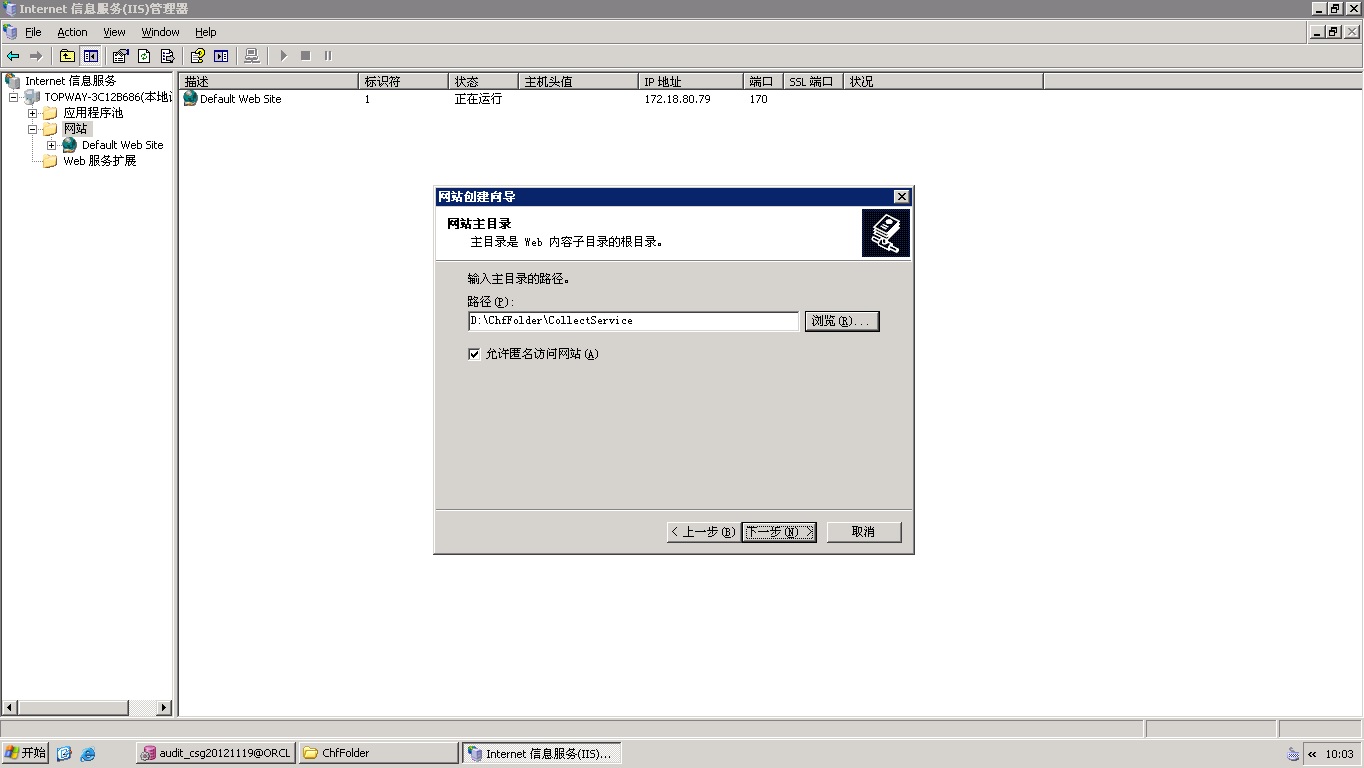 Internet 信息服务(IIS)管理器
File Action View Window Help
Internet 信息服务
TOPWAY-3C12B686(本地计
应用程序池
网站
Default Web Site
Web 服务扩展
描述 标识符 状态 主机头值 IP 地址 端口 SSL 端口 状况
Default Web Site 1 正在运行 172.18.80.79 170
网站创建向导
网站主目录
主目录是 Web 内容子目录的根目录。
输入主目录的路径。
路径(P):
D:\ChfFolder\CollectService 浏览(R)...
允许匿名访问网站(A)
< 上一步(B) 下一步(N) > 取消
开始 audit_csg20121119@ORCL ChfFolder Internet 信息服务(IIS)... « 10:03